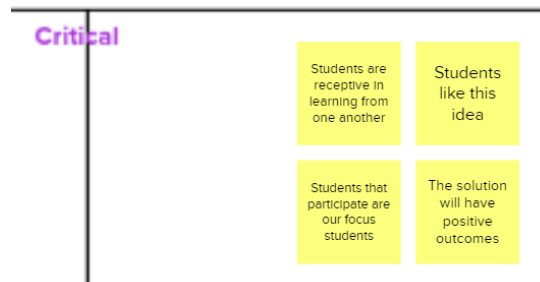 Critical
Students are
receptive in
learning from
one another
Students
like this
idea
Students that
participate are
our focus
students
The solution
will have
positive
outcomes